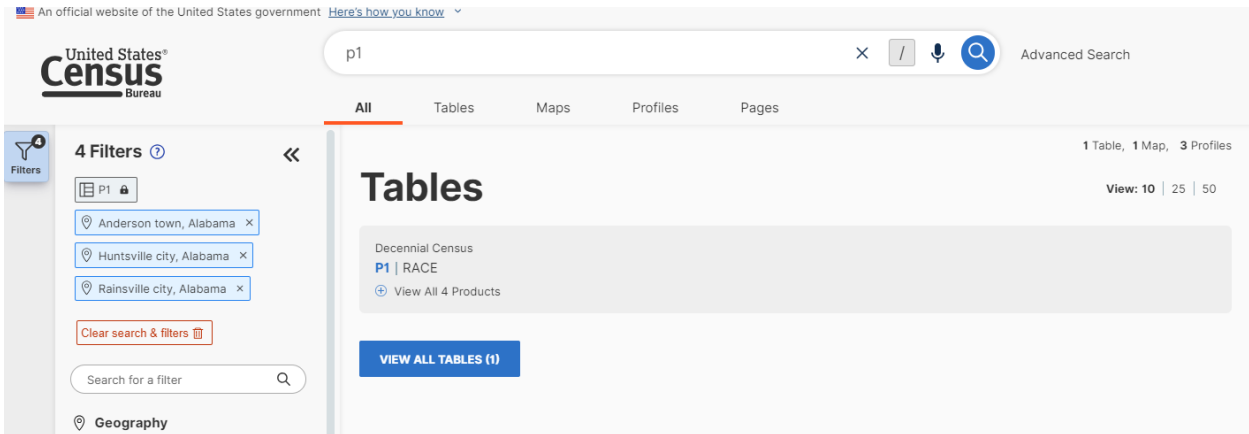 An official website of the United States government Here's how you know
United States®
Census
Bureau
p1
/
Advanced Search
All Tables Maps Profiles Pages
4
Filters
4 Filters ?
P1
Anderson town, Alabama ×
Huntsville city, Alabama ×
Rainsville city, Alabama ×
Clear search & filters
Search for a filter
Geography
1 Table, 1 Map, 3 Profiles
Tables
View: 10 | 25 | 50
Decennial Census
P1 | RACE
View All 4 Products
VIEW ALL TABLES (1)